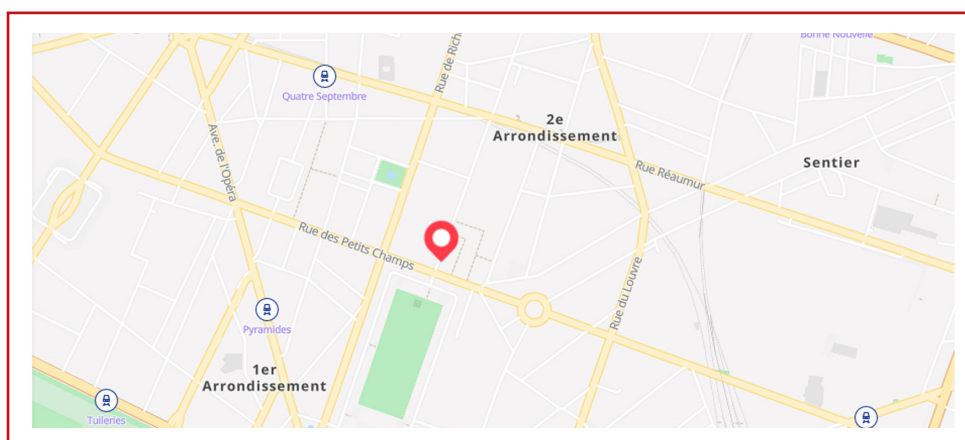 Bonne Nouvelle
Rue de Rich
Quatre Septembre
2e
Arrondissement
Ave. de l'Opéra
Rue Réaumur
Sentier
Rue des Petits Champs
Rue du Louvre
Pyramides
1er
Arrondissement
Tuileries